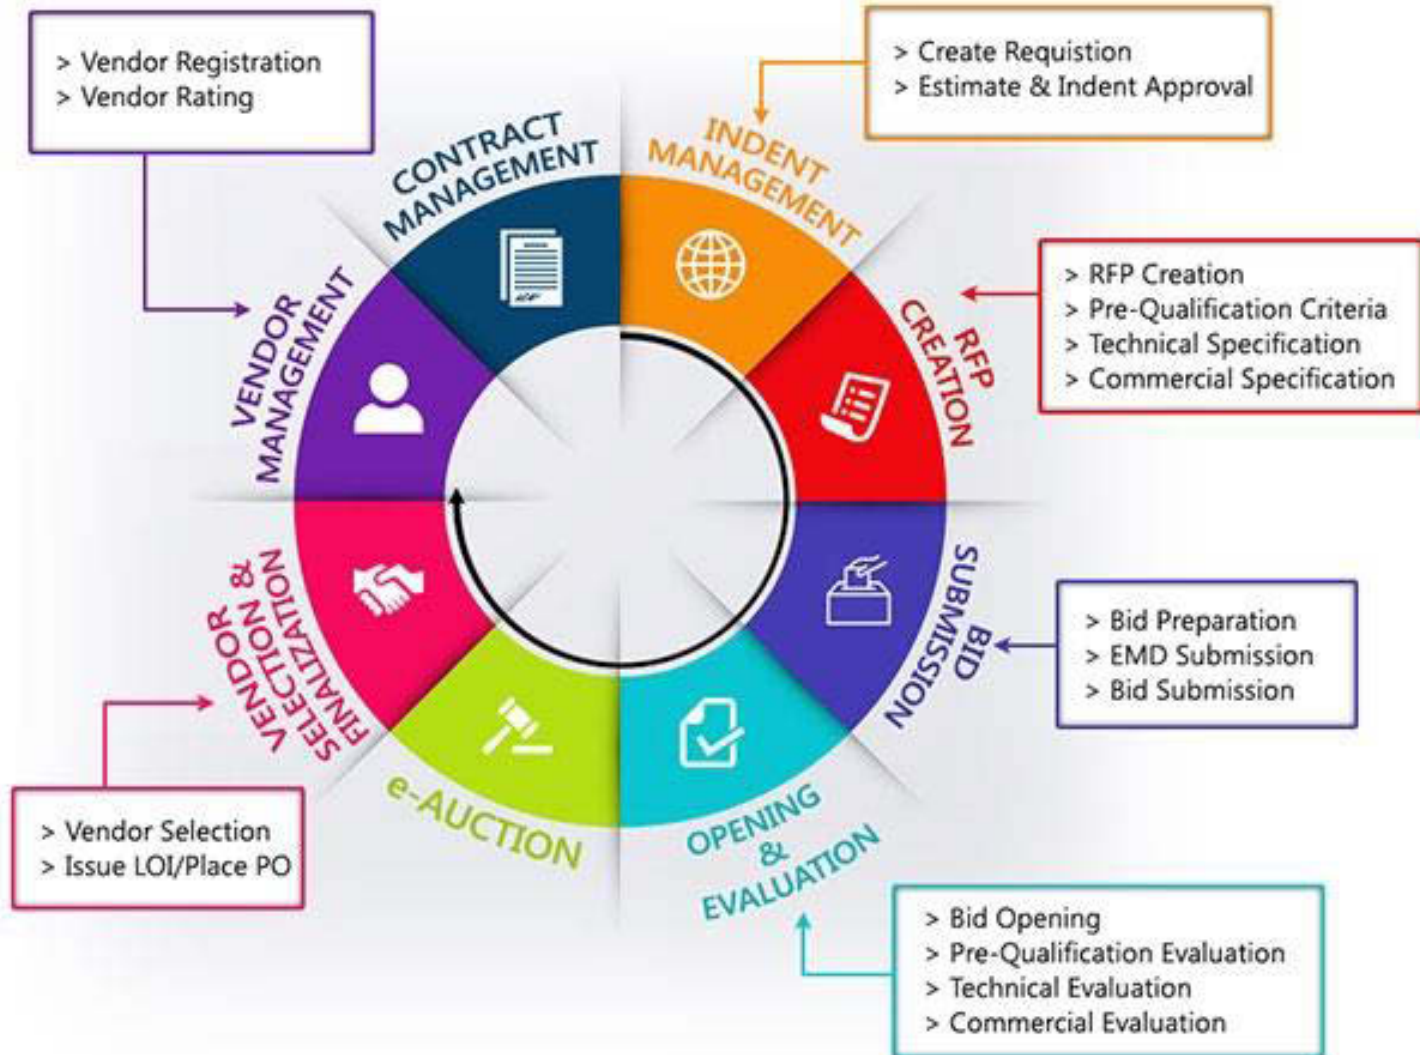 > Vendor Registration
> Vendor Rating
> Create Requistion
> Estimate & Indent Approval
CONTRACT
MANAGEMENT
INDENT
MANAGEMENT
> RFP Creation
> Pre-Qualification Criteria
> Technical Specification
> Commercial Specification
RFP
CREATION
VENDOR
MANAGEMENT
BID
SUBMISSION
> Bid Preparation
> EMD Submission
> Bid Submission
VENDOR
SELECTION &
FINALIZATION
e-AUCTION
OPENING
&
EVALUATION
> Vendor Selection
> Issue LOI/Place PO
> Bid Opening
> Pre-Qualification Evaluation
> Technical Evaluation
> Commercial Evaluation